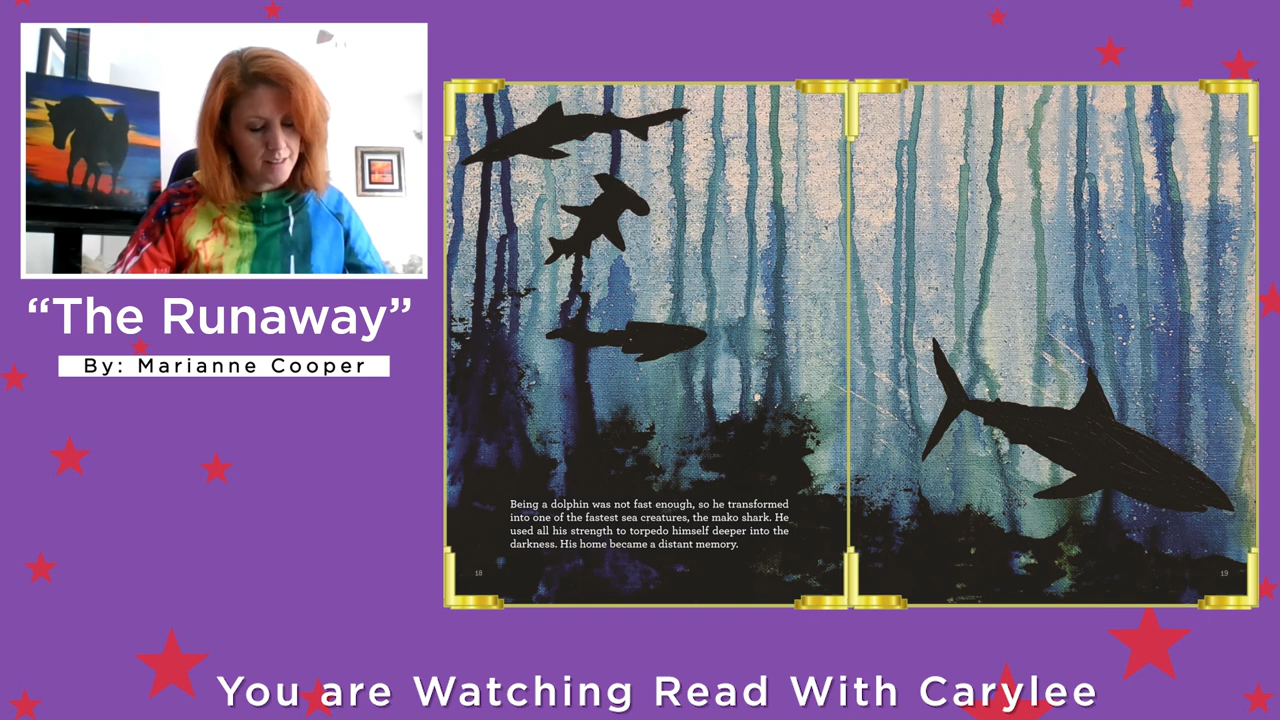 “The Runaway”
By: Marianne Cooper
Being a dolphin was not fast enough, so he transformed
into one of the fastest sea creatures, the mako shark. He
used all his strength to torpedo himself deeper into the
darkness. His home became a distant memory.
18
19
You are Watching Read With Carylee